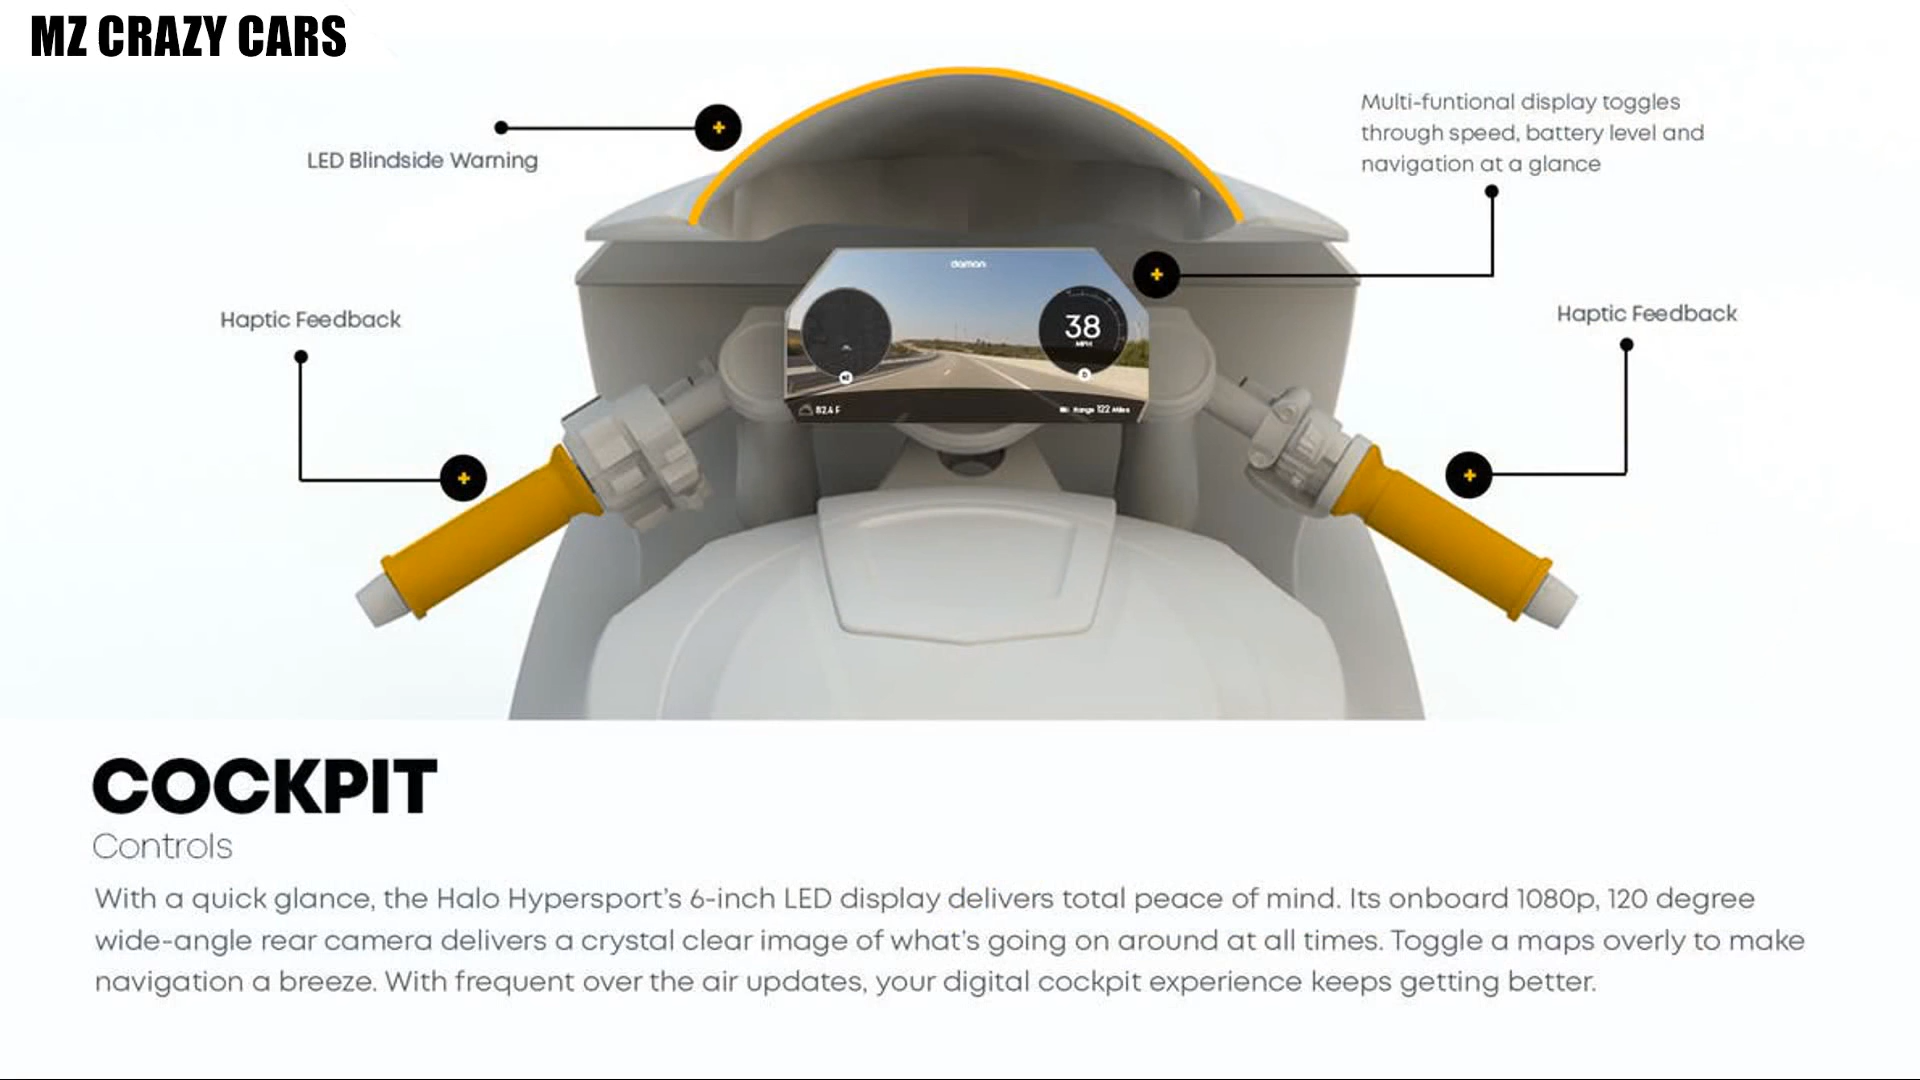 MZ CRAZY CARS
LED Blindside Warning
Multi-funtional display toggles
through speed, battery level and
navigation at a glance
Haptic Feedback
Haptic Feedback
damon
38
MPH
D
82.4 F
Range 122 Miles
COCKPIT
Controls
With a quick glance, the Halo Hypersport's 6-inch LED display delivers total peace of mind. Its onboard 1080p, 120 degree
wide-angle rear camera delivers a crystal clear image of what's going on around at all times. Toggle a maps overly to make
navigation a breeze. With frequent over the air updates, your digital cockpit experience keeps getting better.